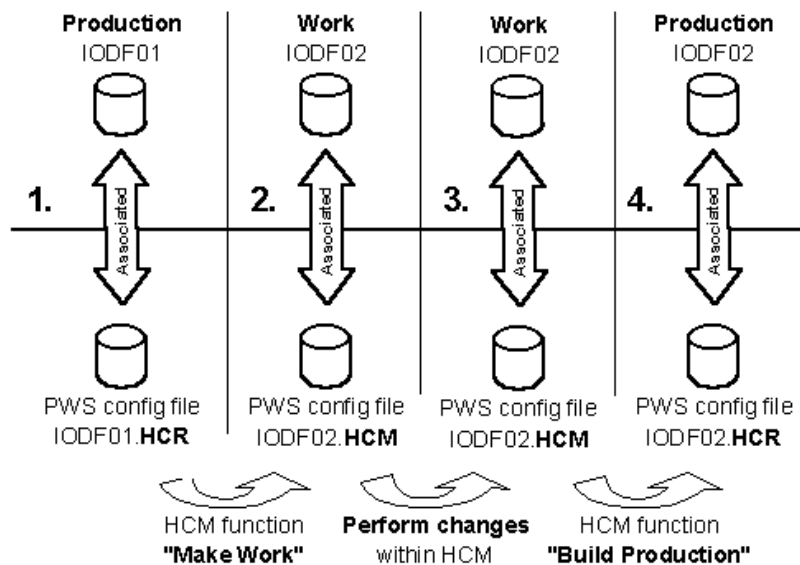 Production
IODF01
Work
IODF02
Work
IODF02
Production
IODF02
1.
Associated
2.
Associated
3.
Associated
4.
Associated
PWS config file
IODF01.HCR
PWS config file
IODF02.HCM
PWS config file
IODF02.HCM
PWS config file
IODF02.HCR
HCM function
"Make Work"
Perform changes
within HCM
HCM function
"Build Production"